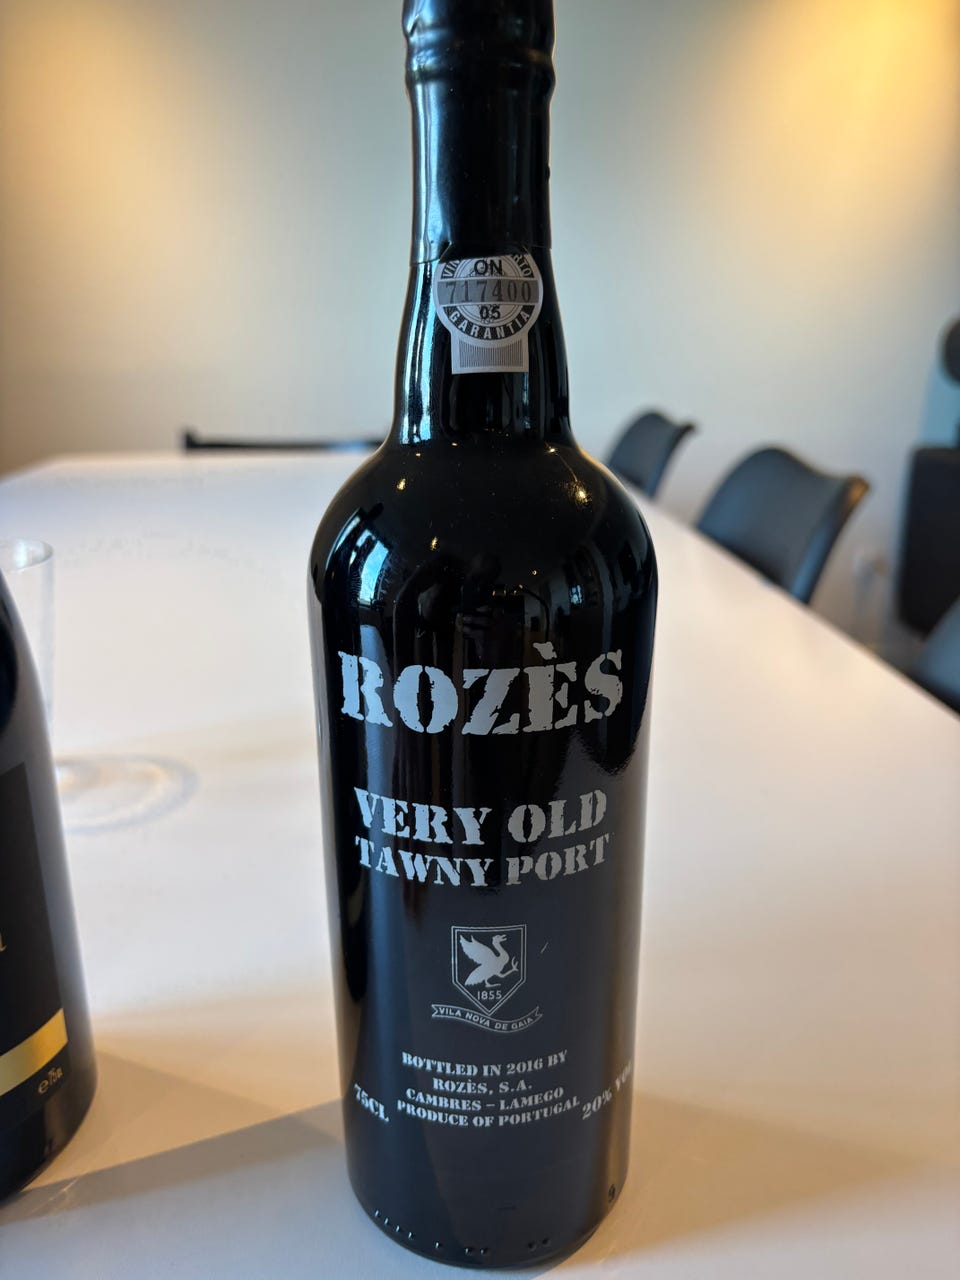 ON
717400
05
GARANTIA
ROZÈS
VERY OLD
TAWNY PORT
1855
VILA NOVA DE GAIA
BOTTLED IN 2016 BY
ROZÈS, S.A.
CAMBRES – LAMEGO
PRODUCE OF PORTUGAL
75CL
20% VOL
9